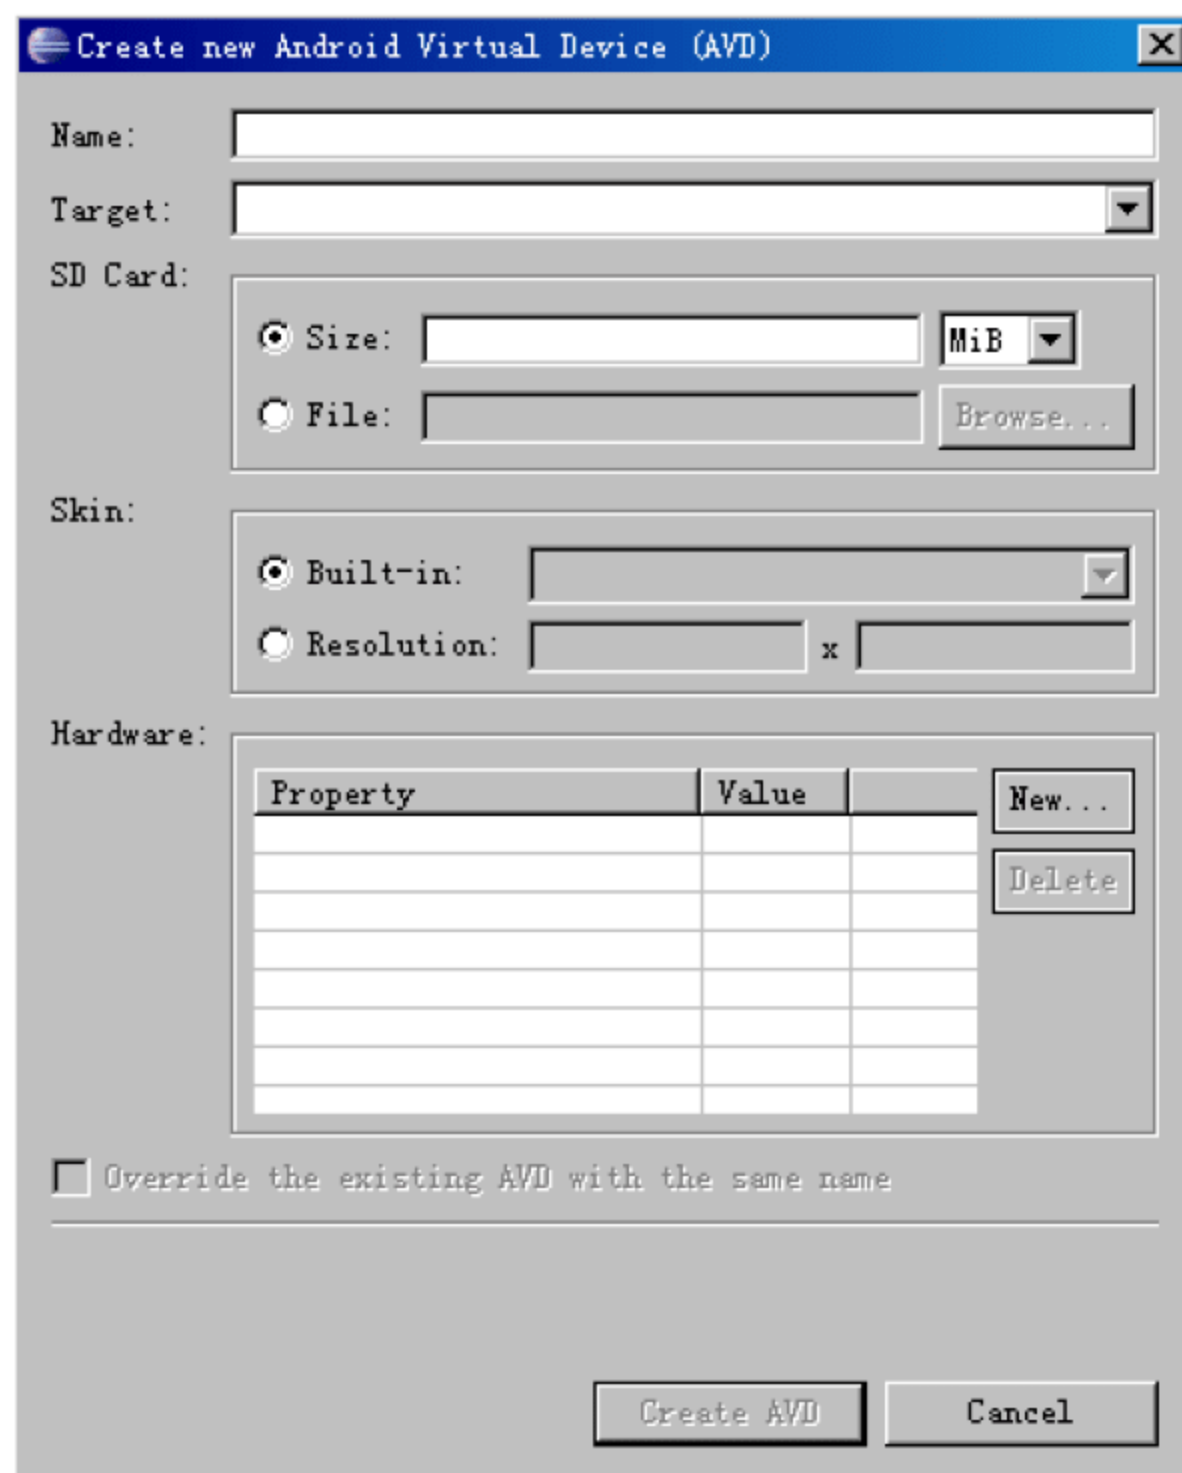 Create new Android Virtual Device (AVD)
Name:
Target:
SD Card:
Size: MiB
File: Browse...
Skin:
Built-in:
Resolution: x
Hardware:
Property Value New...
Delete
Override the existing AVD with the same name
Create AVD Cancel